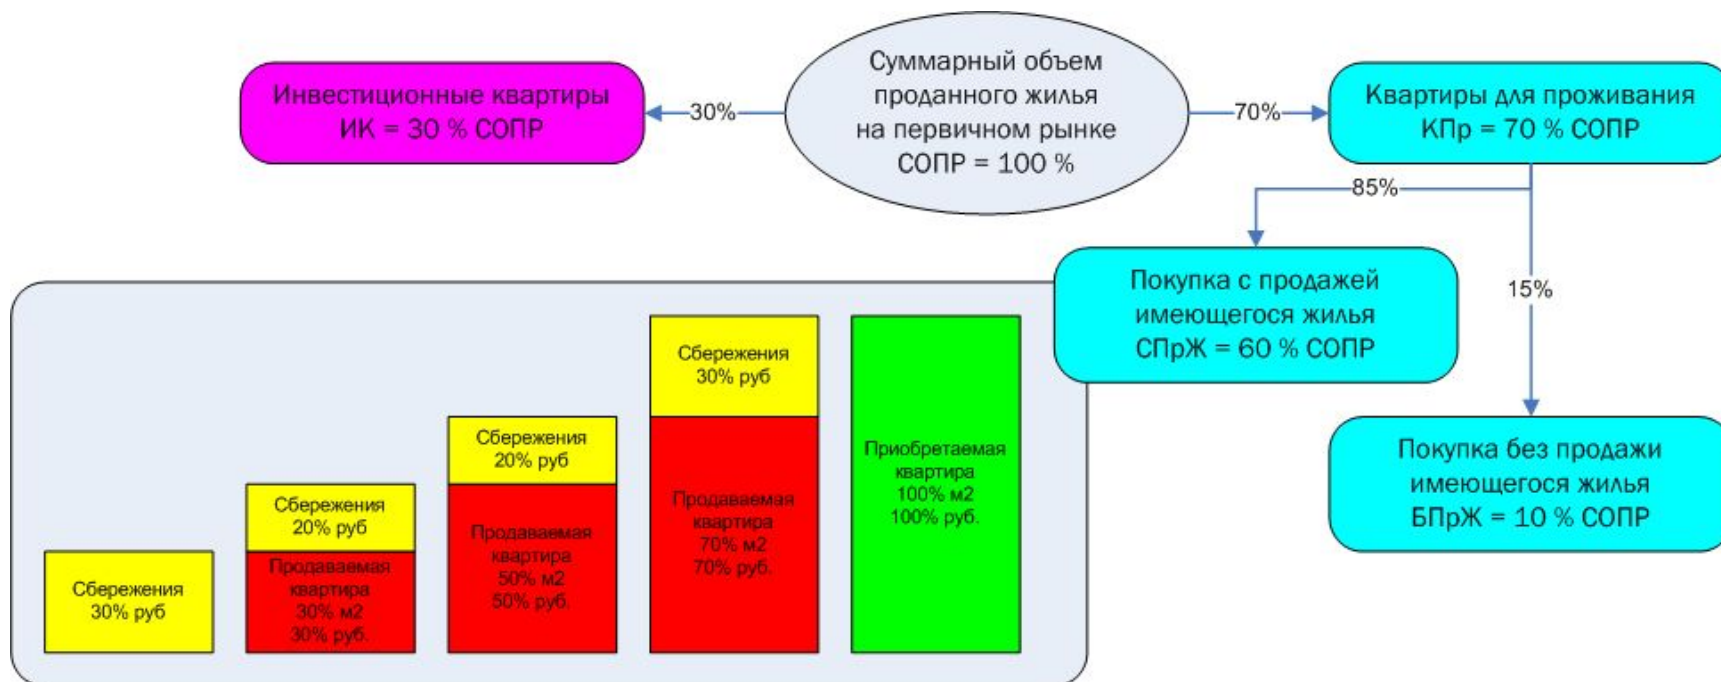 Суммарный объем
проданного жилья
на первичном рынке
СОПР = 100 %
Инвестиционные квартиры
ИК = 30 % СОПР
30%
70%
Квартиры для проживания
КПр = 70 % СОПР
85%
15%
Покупка с продажей
имеющегося жилья
СПрЖ = 60 % СОПР
Покупка без продажи
имеющегося жилья
БПрЖ = 10 % СОПР
Сбережения
30% руб
Сбережения
20% руб
Продаваемая
квартира
30% м2
30% руб.
Сбережения
20% руб
Продаваемая
квартира
50% м2
50% руб.
Сбережения
30% руб
Продаваемая
квартира
70% м2
70% руб.
Приобретаемая
квартира
100% м2
100% руб.